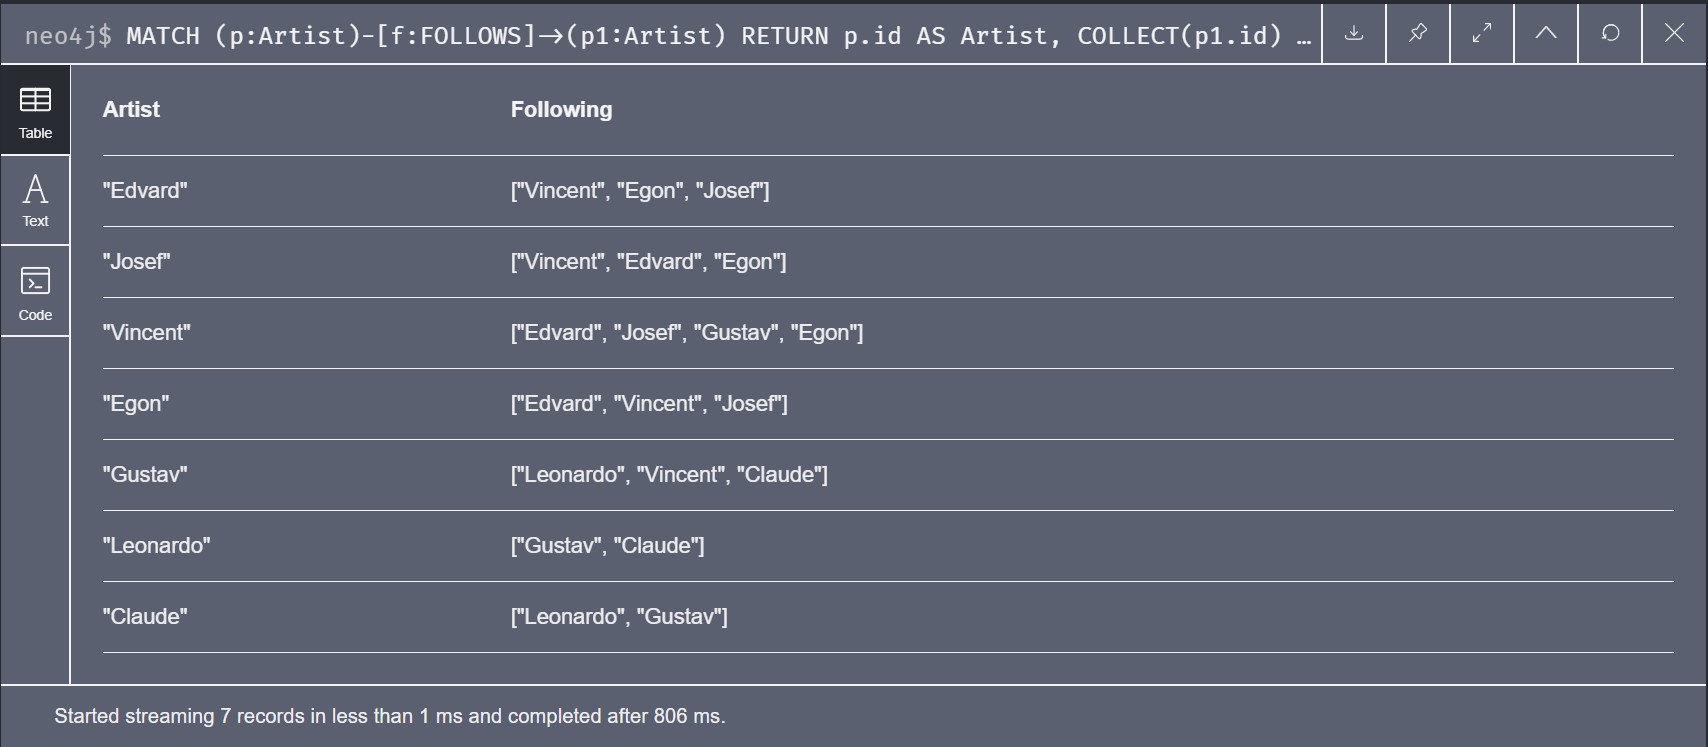 neo4j$ MATCH (p:Artist)-[f:FOLLOWS]→(p1:Artist) RETURN p.id AS Artist, COLLECT(p1.id) …
Table
Text
Code
Artist Following
"Edvard" ["Vincent", "Egon", "Josef"]
"Josef" ["Vincent", "Edvard", "Egon"]
"Vincent" ["Edvard", "Josef", "Gustav", "Egon"]
"Egon" ["Edvard", "Vincent", "Josef"]
"Gustav" ["Leonardo", "Vincent", "Claude"]
"Leonardo" ["Gustav", "Claude"]
"Claude" ["Leonardo", "Gustav"]
Started streaming 7 records in less than 1 ms and completed after 806 ms.